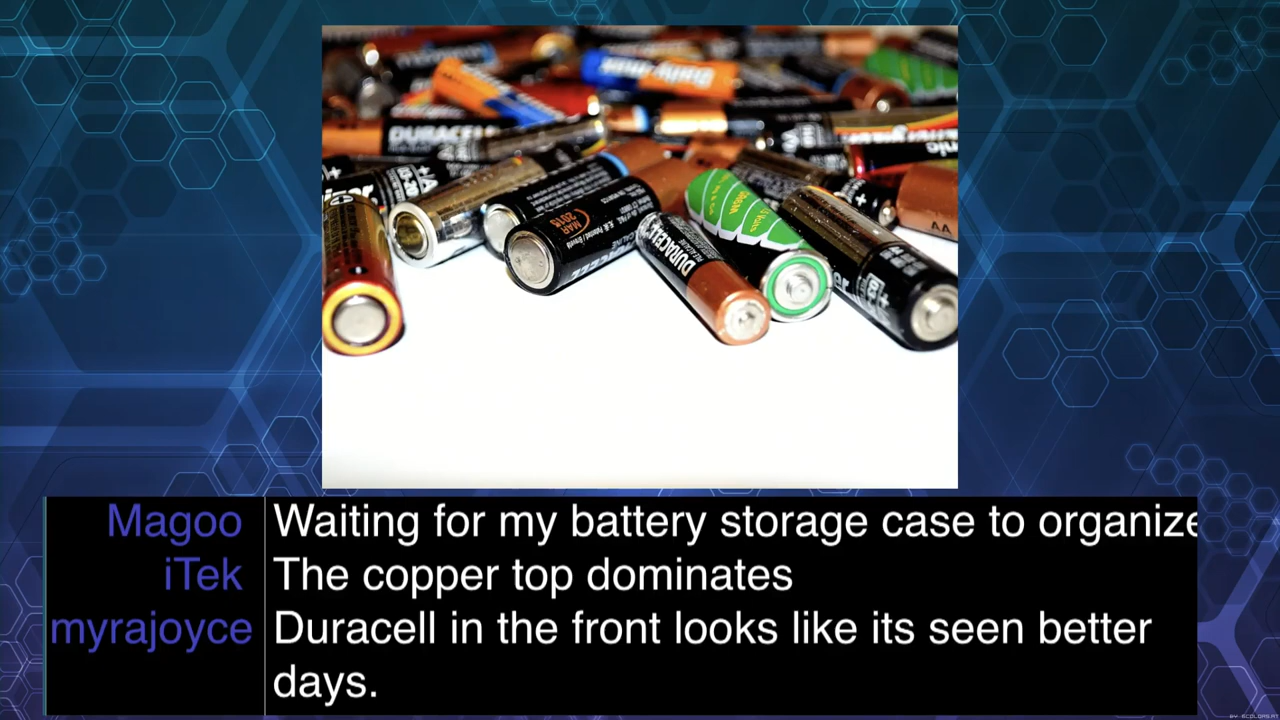 DURACELL
MAR
2015
DURACELL
AA
Magoo Waiting for my battery storage case to organize
iTek The copper top dominates
myrajoyce Duracell in the front looks like its seen better
days.